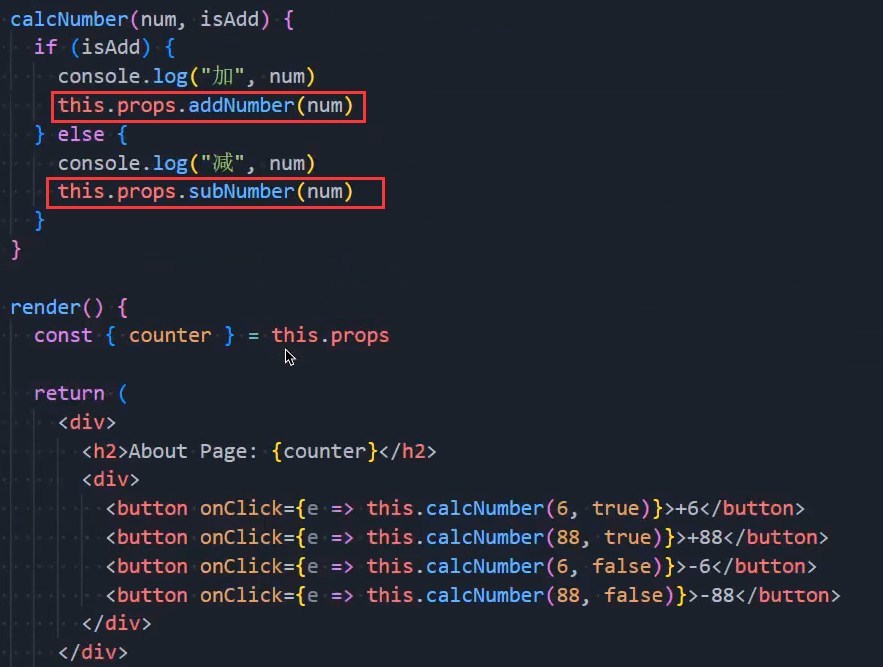 calcNumber(num, isAdd) {
if (isAdd) {
console.log("加", num)
this.props.addNumber(num)
} else {
console.log("减", num)
this.props.subNumber(num)
}
}
render() {
const { counter } = this.props
return (
<div>
<h2>About Page: {counter}</h2>
<div>
<button onClick={e => this.calcNumber(6, true)}>+6</button>
<button onClick={e => this.calcNumber(88, true)}>+88</button>
<button onClick={e => this.calcNumber(6, false)}>-6</button>
<button onClick={e => this.calcNumber(88, false)}>-88</button>
</div>
</div>